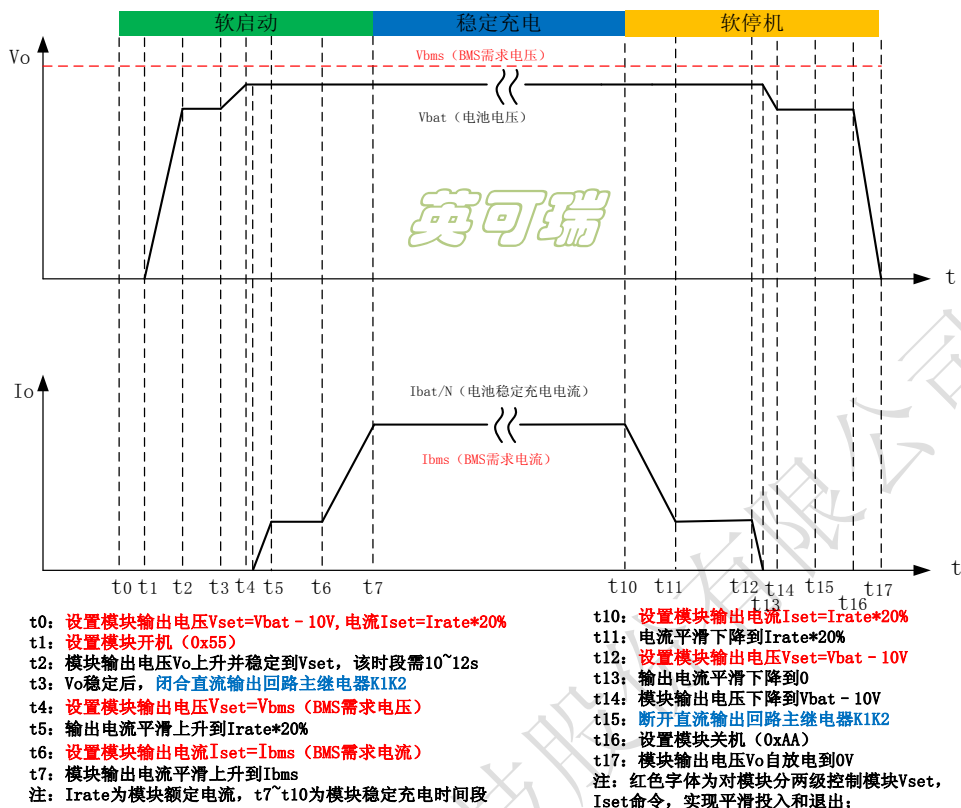 软启动
稳定充电
软停机
Vo
Vbms（BMS需求电压）
Vbat（电池电压）
英可瑞
t
Io
Ibat/N（电池稳定充电电流）
Ibms（BMS需求电流）
t
t0 t1 t2 t3 t4 t5 t6 t7 t10 t11 t12 t13 t14 t15 t16 t17
t0: 设置模块输出电压Vset=Vbat－10V,电流Iset=Irate*20%
t1: 设置模块开机（0x55）
t2: 模块输出电压Vo上升并稳定到Vset，该时段需10~12s
t3: Vo稳定后，闭合直流输出回路主继电器K1K2
t4: 设置模块输出电压Vset=Vbms（BMS需求电压）
t5: 输出电流平滑上升到Irate*20%
t6: 设置模块输出电流Iset=Ibms（BMS需求电流）
t7: 模块输出电流平滑上升到Ibms
注: Irate为模块额定电流，t7~t10为模块稳定充电时间段
t10: 设置模块输出电流Iset=Irate*20%
t11: 电流平滑下降到Irate*20%
t12: 设置模块输出电压Vset=Vbat－10V
t13: 输出电流平滑下降到0
t14: 模块输出电压下降到Vbat－10V
t15: 断开直流输出回路主继电器K1K2
t16: 设置模块关机（0xAA）
t17: 模块输出电压Vo自放电到0V
注: 红色字体为对模块分两级控制模块Vset,
Iset命令，实现平滑投入和退出;
技股份有限公司